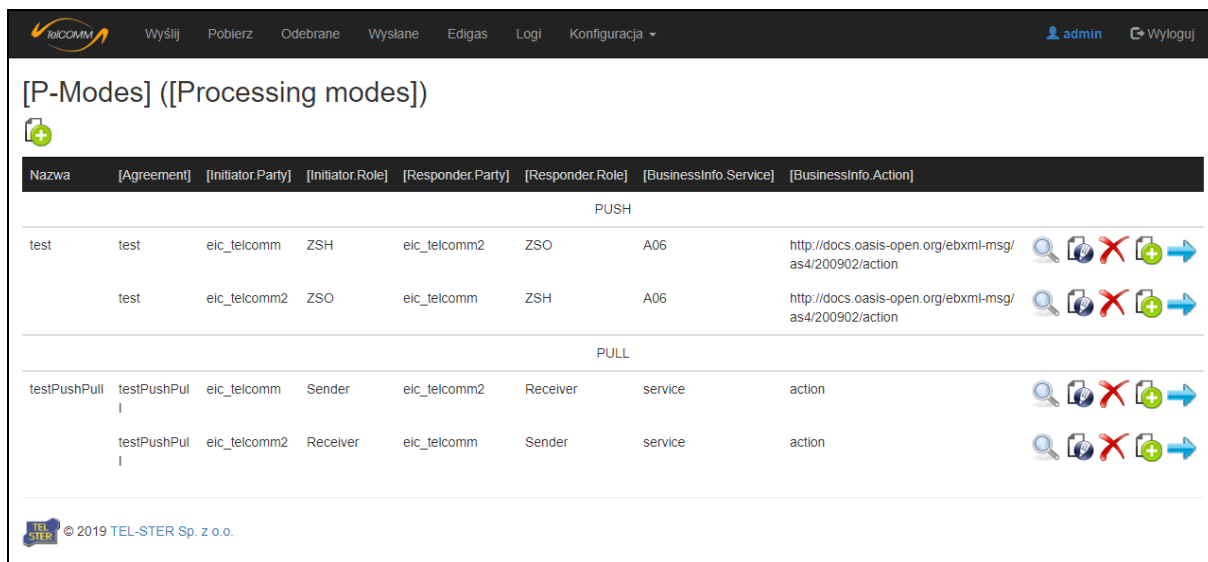 TelCOMM Wyślij Pobierz Odebrane Wysłane Edigas Logi Konfiguracja admin Wyloguj
[P-Modes] ([Processing modes])
Nazwa [Agreement] [Initiator.Party] [Initiator.Role] [Responder.Party] [Responder.Role] [BusinessInfo.Service] [BusinessInfo.Action]
PUSH
test test eic_telcomm ZSH eic_telcomm2 ZSO A06 http://docs.oasis-open.org/ebxml-msg/
as4/200902/action
test eic_telcomm2 ZSO eic_telcomm ZSH A06 http://docs.oasis-open.org/ebxml-msg/
as4/200902/action
PULL
testPushPull testPushPul eic_telcomm Sender eic_telcomm2 Receiver service action
l
testPushPul eic_telcomm2 Receiver eic_telcomm Sender service action
l
TEL STER © 2019 TEL-STER Sp. z o.o.